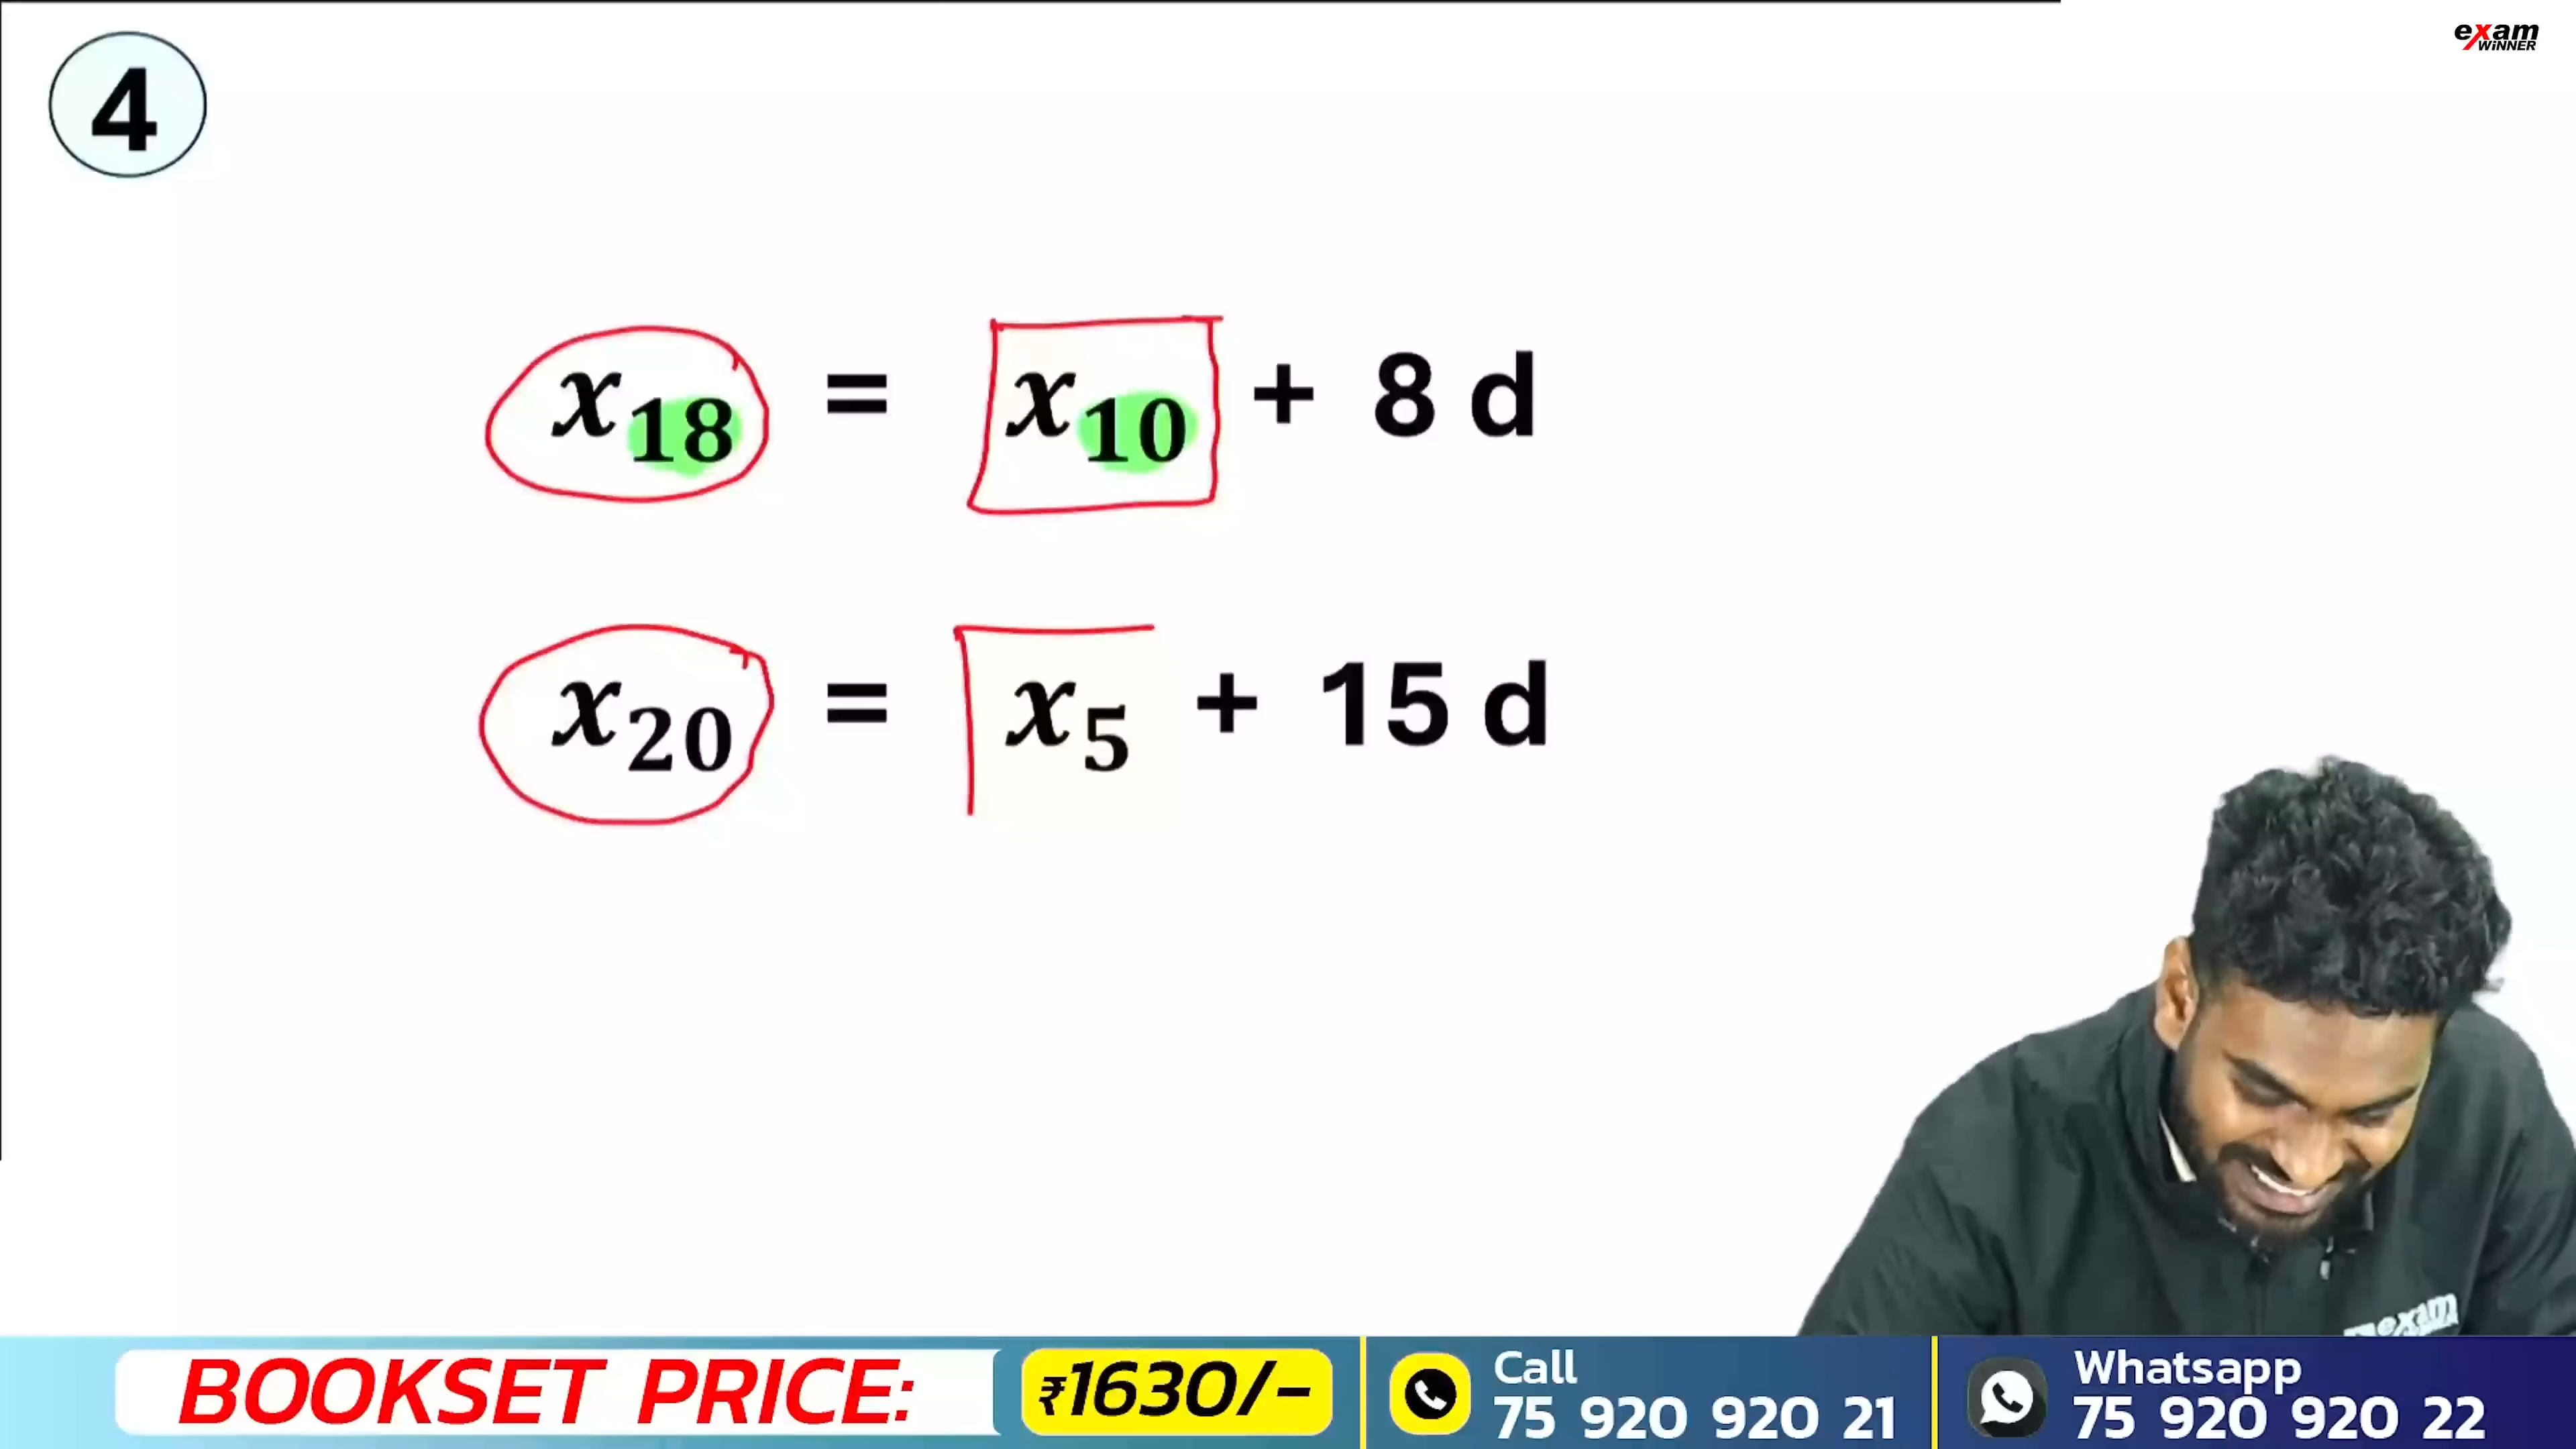 exam
WiNNER
4
x₁₈ = x₁₀ + 8 d
x₂₀ = x₅ + 15 d
exam
BOOKSET PRICE: ₹1630/-
Call
75 920 920 21
Whatsapp
75 920 920 22